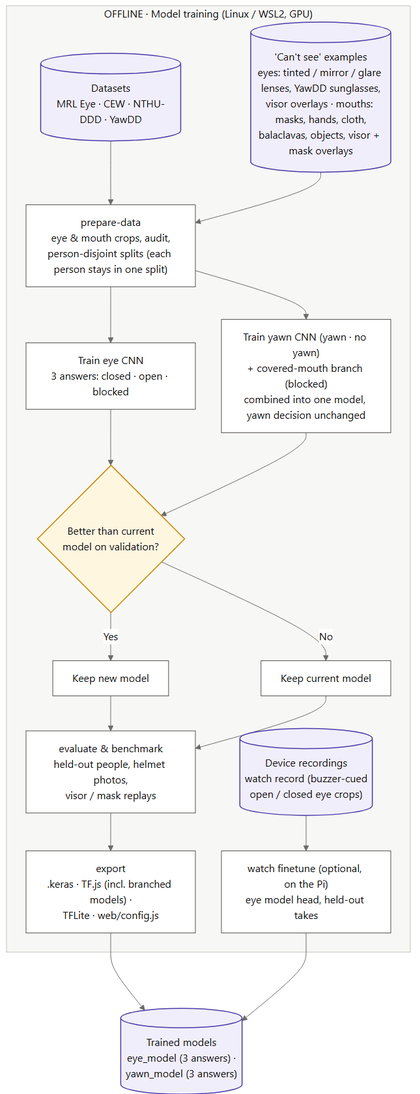 OFFLINE · Model training (Linux / WSL2, GPU)
Datasets
MRL Eye · CEW · NTHU-
DDD · YawDD
'Can't see' examples
eyes: tinted / mirror / glare
lenses, YawDD sunglasses,
visor overlays · mouths:
masks, hands, cloth,
balaclavas, objects, visor +
mask overlays
prepare-data
eye & mouth crops, audit,
person-disjoint splits (each
person stays in one split)
Train eye CNN
3 answers: closed · open ·
blocked
Train yawn CNN (yawn · no
yawn)
+ covered-mouth branch
(blocked)
combined into one model,
yawn decision unchanged
Better than current
model on validation?
Yes
No
Keep new model
Keep current model
evaluate & benchmark
held-out people, helmet
photos,
visor / mask replays
Device recordings
watch record (buzzer-cued
open / closed eye crops)
export
.keras · TF.js (incl. branched
models) ·
TFLite · web/config.js
watch finetune (optional,
on the Pi)
eye model head, held-out
takes
Trained models
eye_model (3 answers) ·
yawn_model (3 answers)